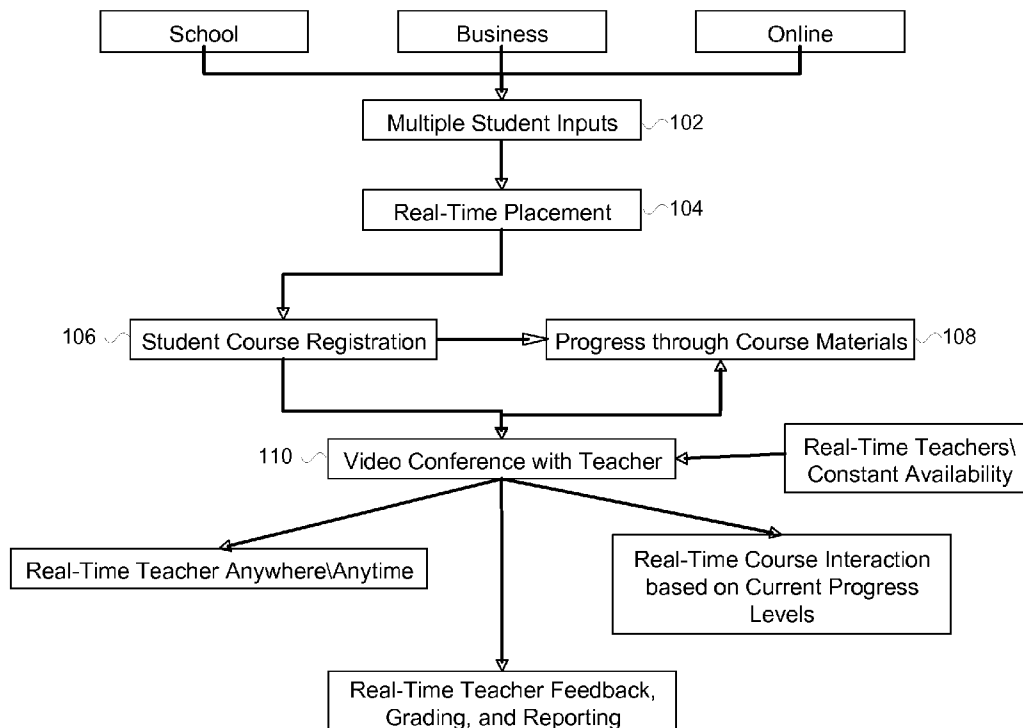 School
Business
Online
Multiple Student Inputs
102
Real-Time Placement
104
106
Student Course Registration
Progress through Course Materials
108
110
Video Conference with Teacher
Real-Time Teachers\
Constant Availability
Real-Time Teacher Anywhere\Anytime
Real-Time Course Interaction
based on Current Progress
Levels
Real-Time Teacher Feedback,
Grading, and Reporting